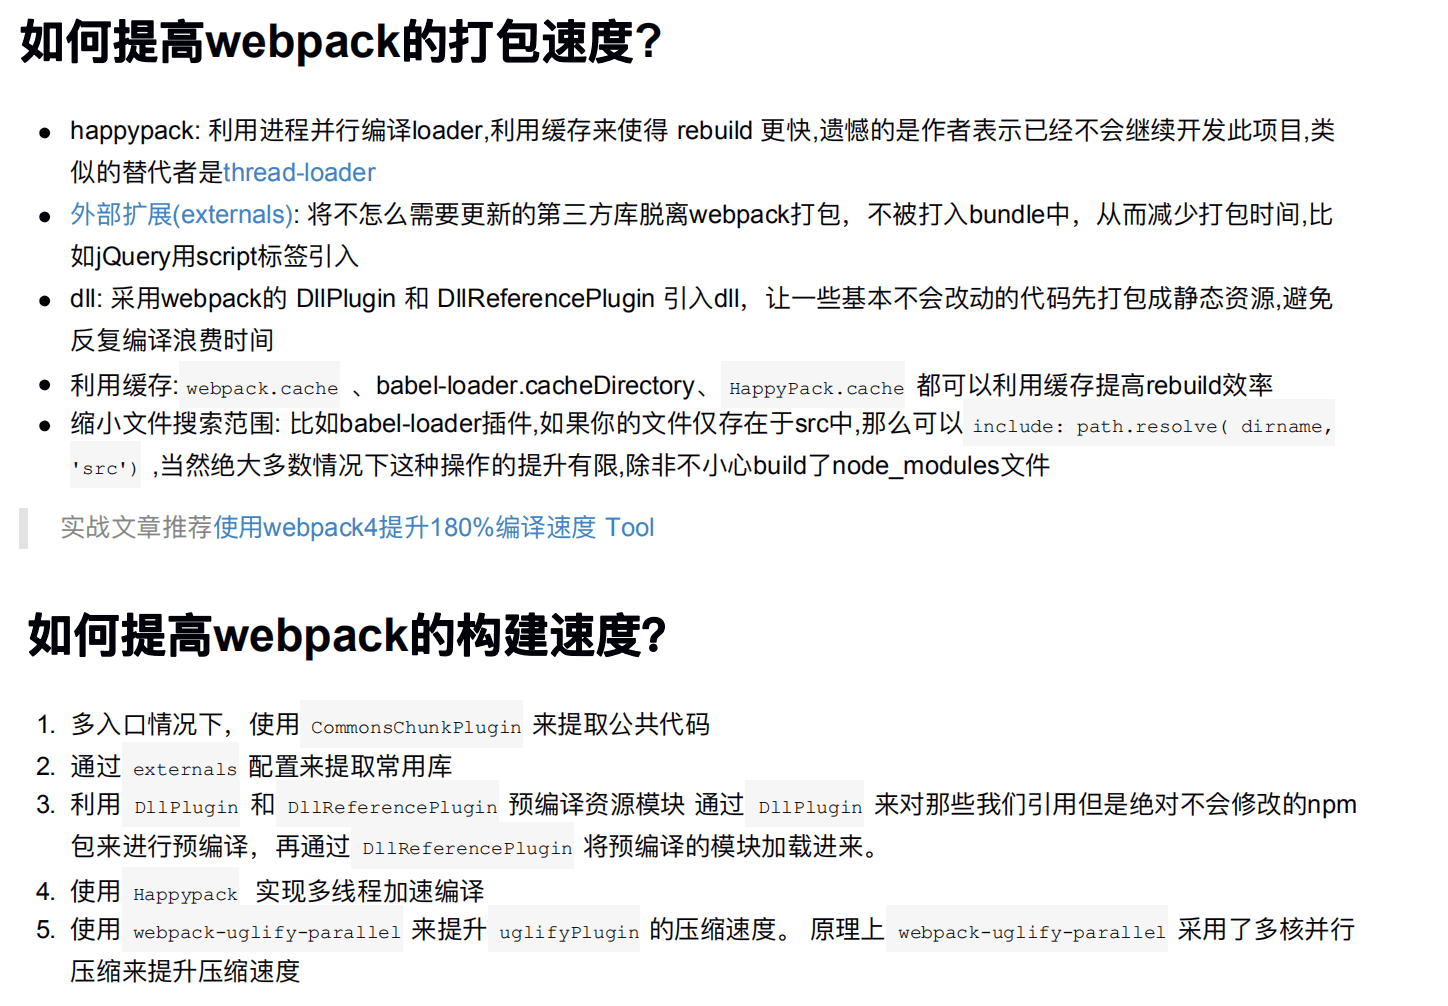 如何提高webpack的打包速度?
happypack: 利用进程并行编译loader,利用缓存来使得 rebuild 更快,遗憾的是作者表示已经不会继续开发此项目,类
似的替代者是thread-loader
外部扩展(externals): 将不怎么需要更新的第三方库脱离webpack打包，不被打入bundle中，从而减少打包时间,比
如jQuery用script标签引入
dll: 采用webpack的 DllPlugin 和 DllReferencePlugin 引入dll，让一些基本不会改动的代码先打包成静态资源,避免
反复编译浪费时间
利用缓存: webpack.cache 、babel-loader.cacheDirectory、 HappyPack.cache 都可以利用缓存提高rebuild效率
缩小文件搜索范围: 比如babel-loader插件,如果你的文件仅存在于src中,那么可以 include: path.resolve( dirname,
'src') ,当然绝大多数情况下这种操作的提升有限,除非不小心build了node_modules文件
实战文章推荐使用webpack4提升180%编译速度 Tool
如何提高webpack的构建速度?
1. 多入口情况下，使用 CommonsChunkPlugin 来提取公共代码
2. 通过 externals 配置来提取常用库
3. 利用 DllPlugin 和 DllReferencePlugin 预编译资源模块 通过 DllPlugin 来对那些我们引用但是绝对不会修改的npm
包来进行预编译，再通过 DllReferencePlugin 将预编译的模块加载进来。
4. 使用 Happypack 实现多线程加速编译
5. 使用 webpack-uglify-parallel 来提升 uglifyPlugin 的压缩速度。 原理上 webpack-uglify-parallel 采用了多核并行
压缩来提升压缩速度